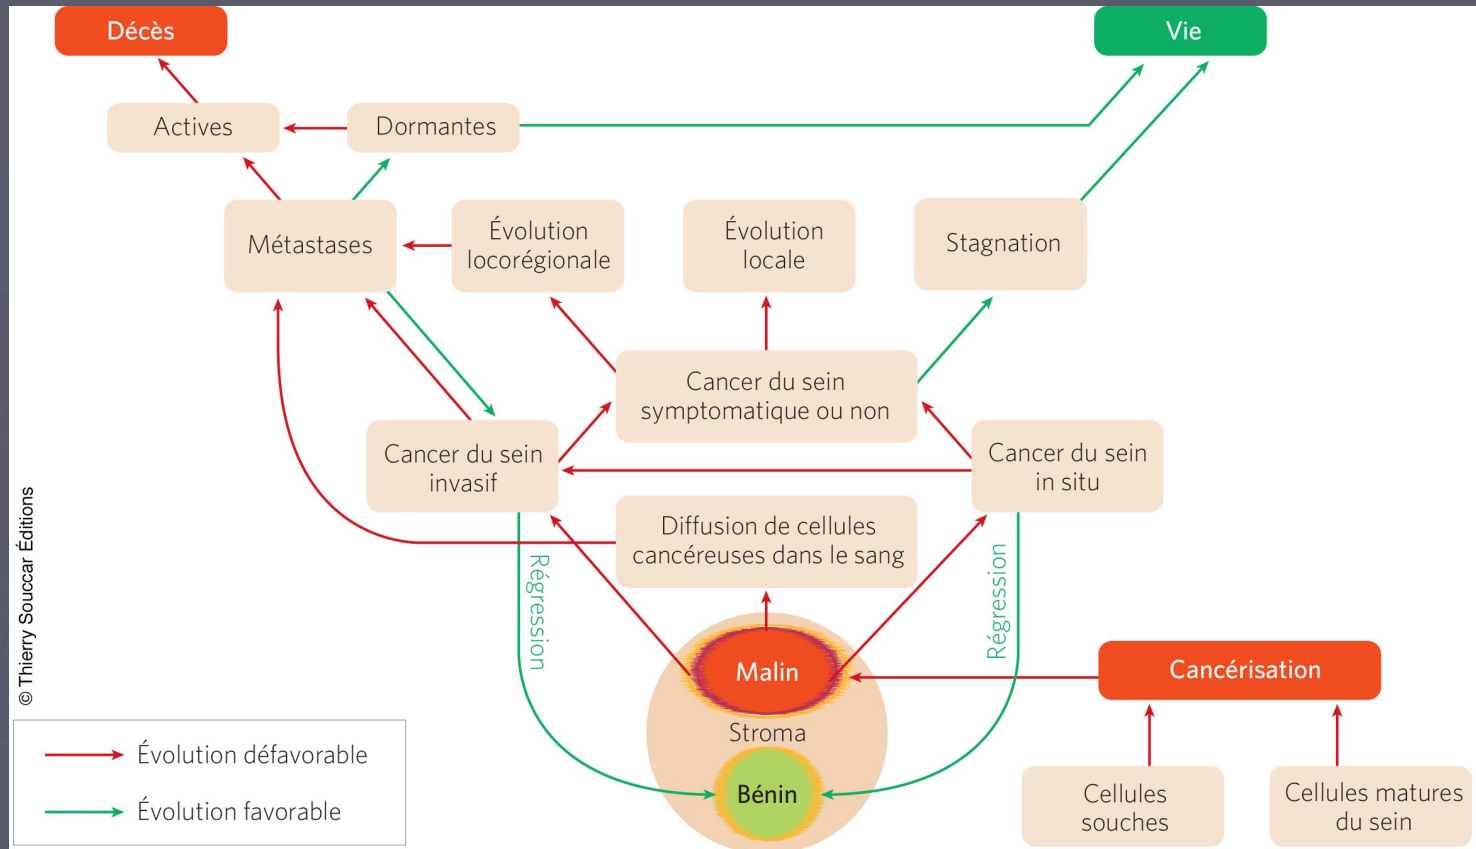 Décès
Vie
Actives
Dormantes
Métastases
Évolution
locorégionale
Évolution
locale
Stagnation
Cancer du sein
symptomatique ou non
Cancer du sein
invasif
Cancer du sein
in situ
Diffusion de cellules
cancéreuses dans le sang
Régression
Régression
Malin
Stroma
Bénin
Cancérisation
Cellules
souches
Cellules matures
du sein
© Thierry Souccar Éditions
Évolution défavorable
Évolution favorable